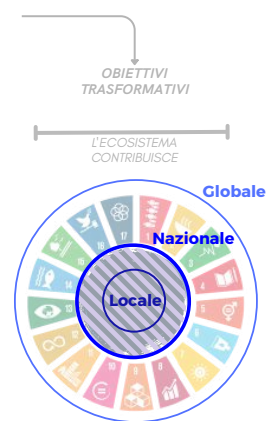 OBIETTIVI
TRASFORMATIVI
L'ECOSISTEMA
CONTRIBUISCE
Globale
Nazionale
Locale